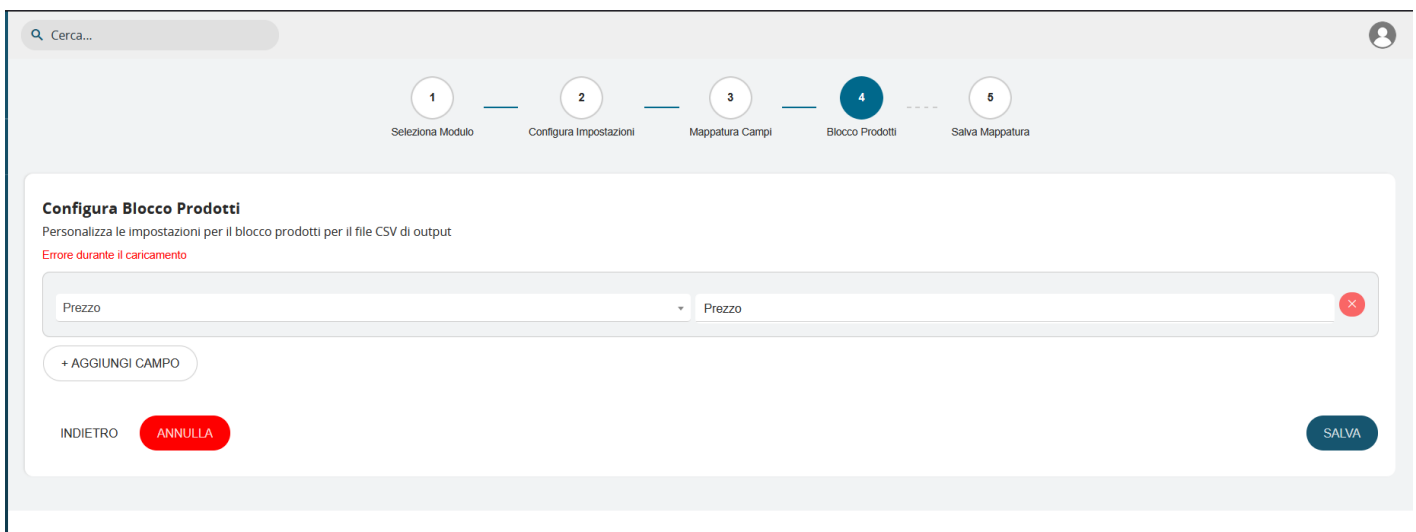 Cerca...
1
2
3
4
5
Seleziona Modulo
Configura Impostazioni
Mappatura Campi
Blocco Prodotti
Salva Mappatura
Configura Blocco Prodotti
Personalizza le impostazioni per il blocco prodotti per il file CSV di output
Errore durante il caricamento
Prezzo
Prezzo
+ AGGIUNGI CAMPO
INDIETRO
ANNULLA
SALVA